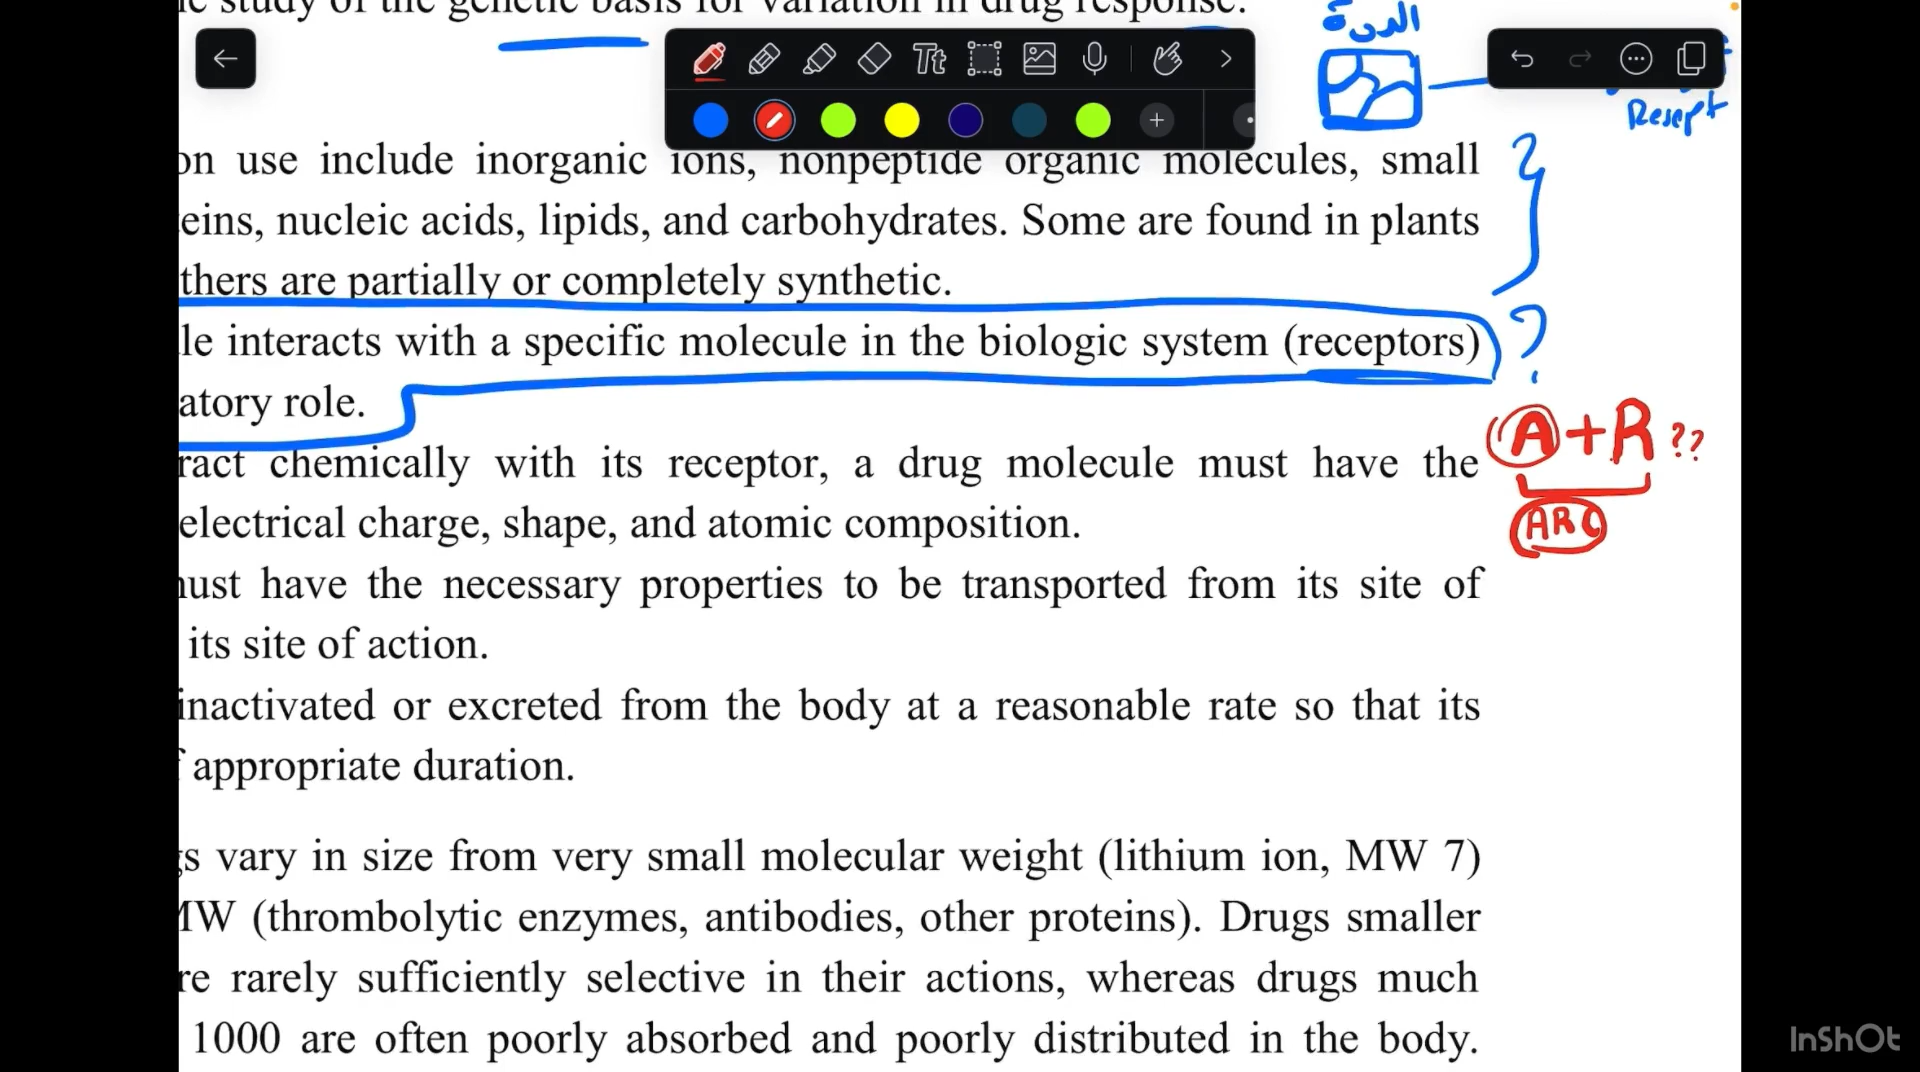 study of the genetic basis for variation in drug response.
Resept
on use include inorganic ions, nonpeptide organic molecules, small
eins, nucleic acids, lipids, and carbohydrates. Some are found in plants
thers are partially or completely synthetic.
le interacts with a specific molecule in the biologic system (receptors) ?
atory role.
A+R ??
ract chemically with its receptor, a drug molecule must have the
ARC
electrical charge, shape, and atomic composition.
ust have the necessary properties to be transported from its site of
its site of action.
inactivated or excreted from the body at a reasonable rate so that its
appropriate duration.
gs vary in size from very small molecular weight (lithium ion, MW 7)
MW (thrombolytic enzymes, antibodies, other proteins). Drugs smaller
re rarely sufficiently selective in their actions, whereas drugs much
1000 are often poorly absorbed and poorly distributed in the body.
Tt
InShOt